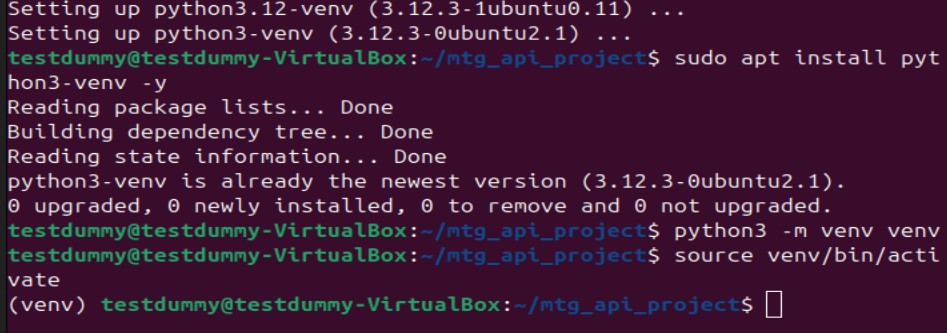 Setting up python3.12-venv (3.12.3-1ubuntu0.11) ...
Setting up python3-venv (3.12.3-0ubuntu2.1) ...
testdummy@testdummy-VirtualBox:~/mtg_api_project$ sudo apt install pyt
hon3-venv -y
Reading package lists... Done
Building dependency tree... Done
Reading state information... Done
python3-venv is already the newest version (3.12.3-0ubuntu2.1).
0 upgraded, 0 newly installed, 0 to remove and 0 not upgraded.
testdummy@testdummy-VirtualBox:~/mtg_api_project$ python3 -m venv venv
testdummy@testdummy-VirtualBox:~/mtg_api_project$ source venv/bin/acti
vate
(venv) testdummy@testdummy-VirtualBox:~/mtg_api_project$